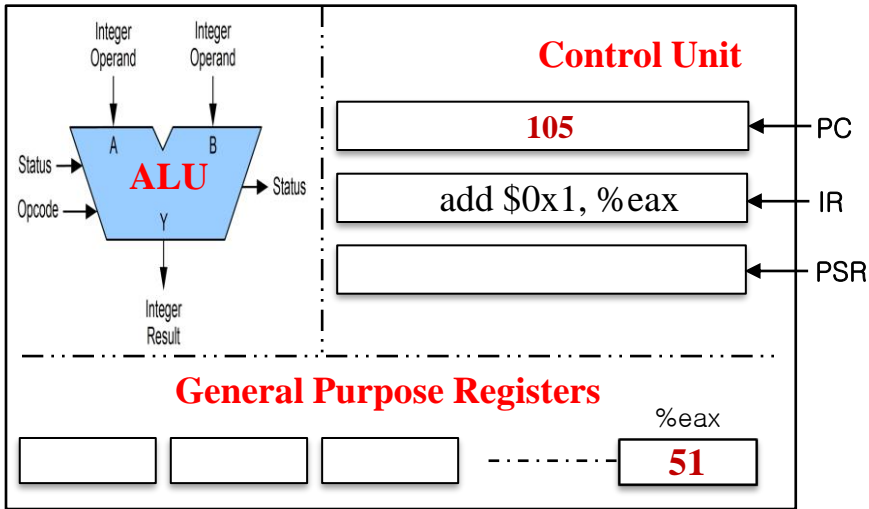 Integer
Operand
Integer
Operand
A
B
Status
ALU
Status
Opcode
Y
Integer
Result
Control Unit
105
PC
add $0x1, %eax
IR
PSR
General Purpose Registers
%eax
51